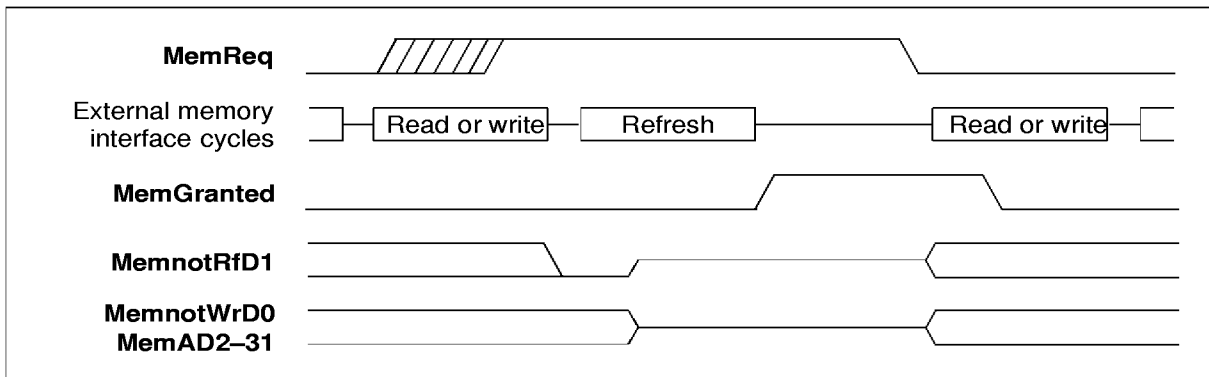 MemReq
External memory
interface cycles
Read or write Refresh Read or write
MemGranted
MemnotRfD1
MemnotWrD0
MemAD2–31